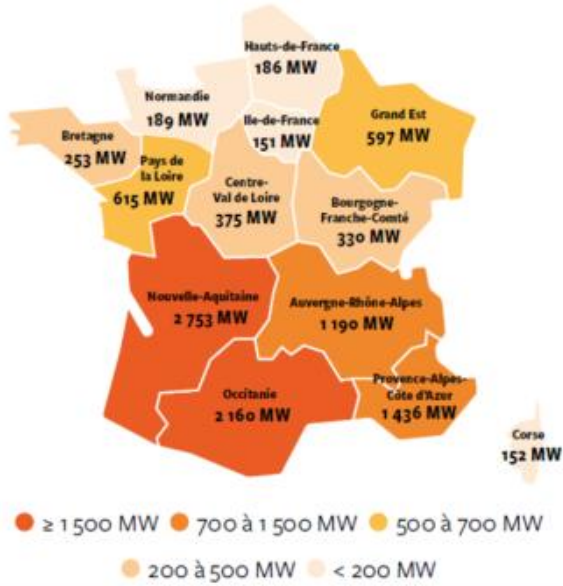 Hauts-de-France
186 MW
Normandie
189 MW
Ile-de-France
151 MW
Grand Est
597 MW
Bretagne
253 MW
Pays de
la Loire
615 MW
Centre-
Val de Loire
375 MW
Bourgogne-
Franche-Comté
330 MW
Nouvelle-Aquitaine
2 753 MW
Auvergne-Rhône-Alpes
1 190 MW
Occitanie
2 160 MW
Provence-Alpes-
Côte d'Azur
1 436 MW
Corse
152 MW
≥ 1 500 MW
700 à 1 500 MW
500 à 700 MW
200 à 500 MW
< 200 MW